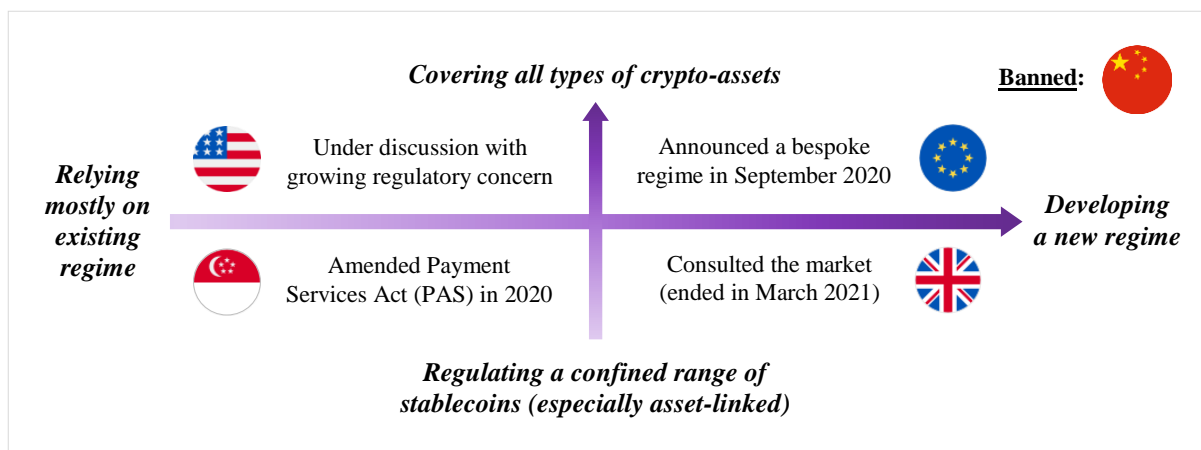 Covering all types of crypto-assets
Banned:
Under discussion with
growing regulatory concern
Announced a bespoke
regime in September 2020
Relying
mostly on
existing
regime
Developing
a new regime
Amended Payment
Services Act (PAS) in 2020
Consulted the market
(ended in March 2021)
Regulating a confined range of
stablecoins (especially asset-linked)